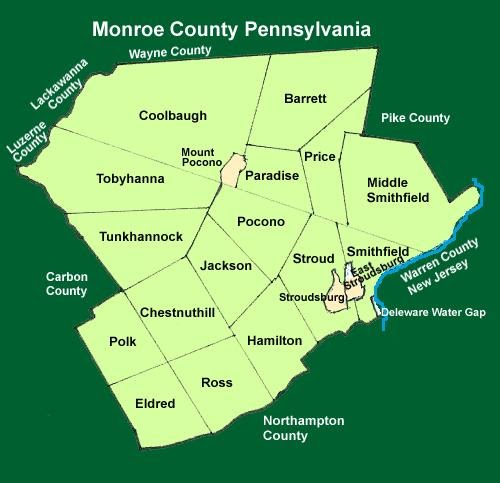 Monroe County Pennsylvania
Wayne County
Lackawanna
County
Luzerne
County
Coolbaugh
Barrett
Pike County
Mount
Pocono
Price
Paradise
Tobyhanna
Middle
Smithfield
Pocono
Tunkhannock
Stroud
Smithfield
Jackson
East
Stroudsburg
Warren County
New Jersey
Carbon
County
Stroudsburg
Chestnuthill
Deleware Water Gap
Polk
Hamilton
Ross
Eldred
Northampton
County